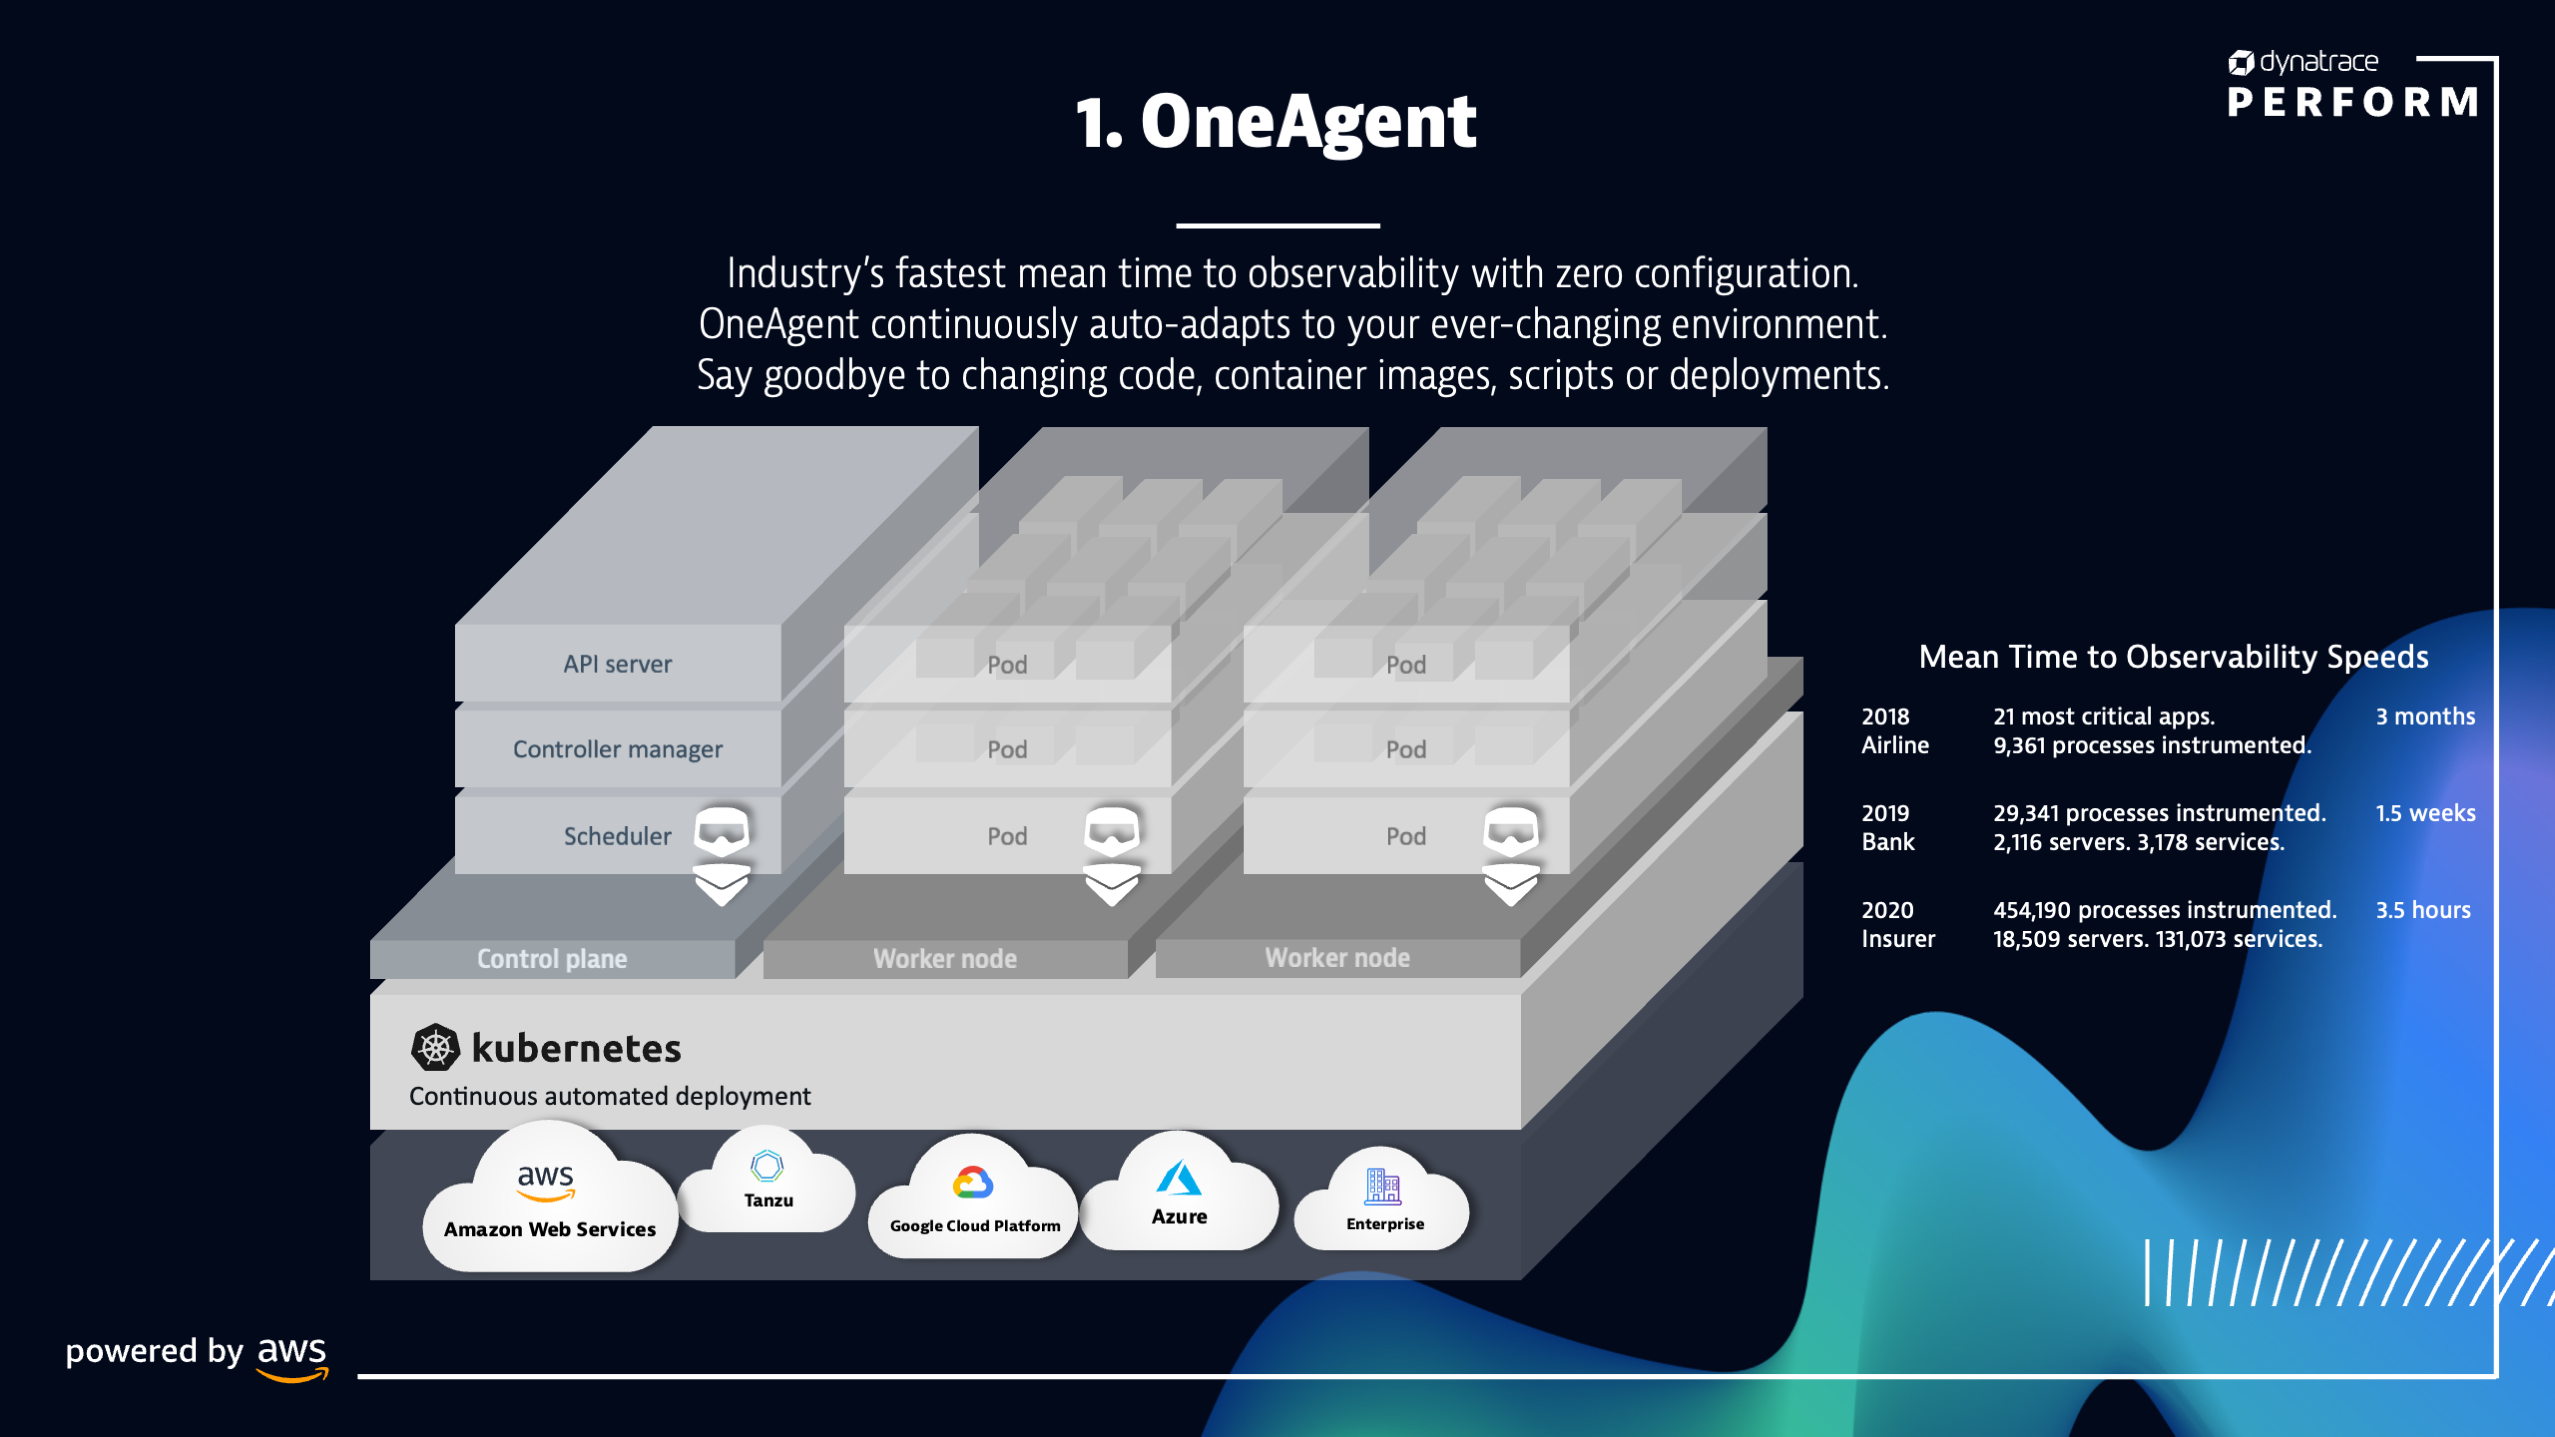 dynatrace
PERFORM
1. OneAgent
Industry's fastest mean time to observability with zero configuration.
OneAgent continuously auto-adapts to your ever-changing environment.
Say goodbye to changing code, container images, scripts or deployments.
API server
Pod
Pod
Controller manager
Pod
Pod
Scheduler
Pod
Pod
Control plane
Worker node
Worker node
kubernetes
Continuous automated deployment
aws
Amazon Web Services
Tanzu
Google Cloud Platform
Azure
Enterprise
Mean Time to Observability Speeds
2018 21 most critical apps. 3 months
Airline 9,361 processes instrumented.
2019 29,341 processes instrumented. 1.5 weeks
Bank 2,116 servers. 3,178 services.
2020 454,190 processes instrumented. 3.5 hours
Insurer 18,509 servers. 131,073 services.
powered by aws